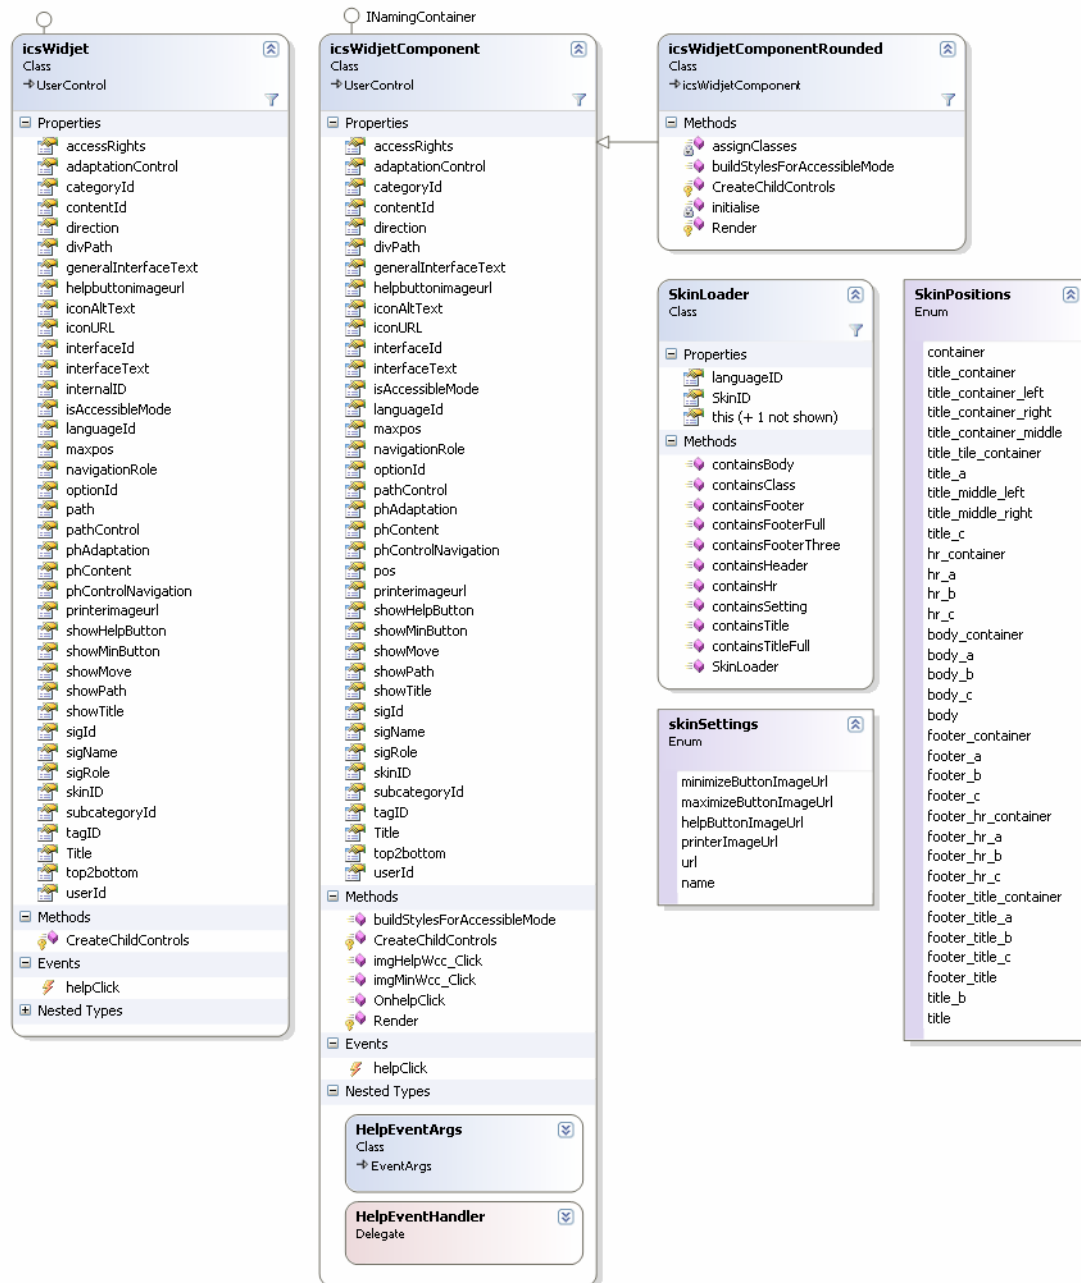 INamingContainer
icsWidjet
Class
UserControl
Properties
accessRights
adaptationControl
categoryId
contentId
direction
divPath
generalInterfaceText
helpbuttonimageurl
iconAltText
iconURL
interfaceId
interfaceText
internalID
isAccessibleMode
languageId
maxpos
navigationRole
optionId
path
pathControl
phAdaptation
phContent
phControlNavigation
printerimageurl
showHelpButton
showMinButton
showMove
showPath
showTitle
sigId
sigName
sigRole
skinID
subcategoryId
tagID
Title
top2bottom
userId
Methods
CreateChildControls
Events
helpClick
Nested Types
icsWidjetComponent
Class
UserControl
Properties
accessRights
adaptationControl
categoryId
contentId
direction
divPath
generalInterfaceText
helpbuttonimageurl
iconAltText
iconURL
interfaceId
interfaceText
isAccessibleMode
languageId
maxpos
navigationRole
optionId
pathControl
phAdaptation
phContent
phControlNavigation
pos
printerimageurl
showHelpButton
showMinButton
showMove
showPath
showTitle
sigId
sigName
sigRole
skinID
subcategoryId
tagID
Title
top2bottom
userId
Methods
buildStylesForAccessibleMode
CreateChildControls
imgHelpWcc_Click
imgMinWcc_Click
OnhelpClick
Render
Events
helpClick
Nested Types
HelpEventArgs
Class
EventArgs
HelpEventHandler
Delegate
icsWidjetComponentRounded
Class
icsWidjetComponent
Methods
assignClasses
buildStylesForAccessibleMode
CreateChildControls
initialise
Render
SkinLoader
Class
Properties
languageID
SkinID
this (+ 1 not shown)
Methods
containsBody
containsClass
containsFooter
containsFooterFull
containsFooterThree
containsHeader
containsHr
containsSetting
containsTitle
containsTitleFull
SkinLoader
skinSettings
Enum
minimizeButtonImageUrl
maximizeButtonImageUrl
helpButtonImageUrl
printerImageUrl
url
name
SkinPositions
Enum
container
title_container
title_container_left
title_container_right
title_container_middle
title_tile_container
title_a
title_middle_left
title_middle_right
title_c
hr_container
hr_a
hr_b
hr_c
body_container
body_a
body_b
body_c
body
footer_container
footer_a
footer_b
footer_c
footer_hr_container
footer_hr_a
footer_hr_b
footer_hr_c
footer_title_container
footer_title_a
footer_title_b
footer_title_c
footer_title
title_b
title